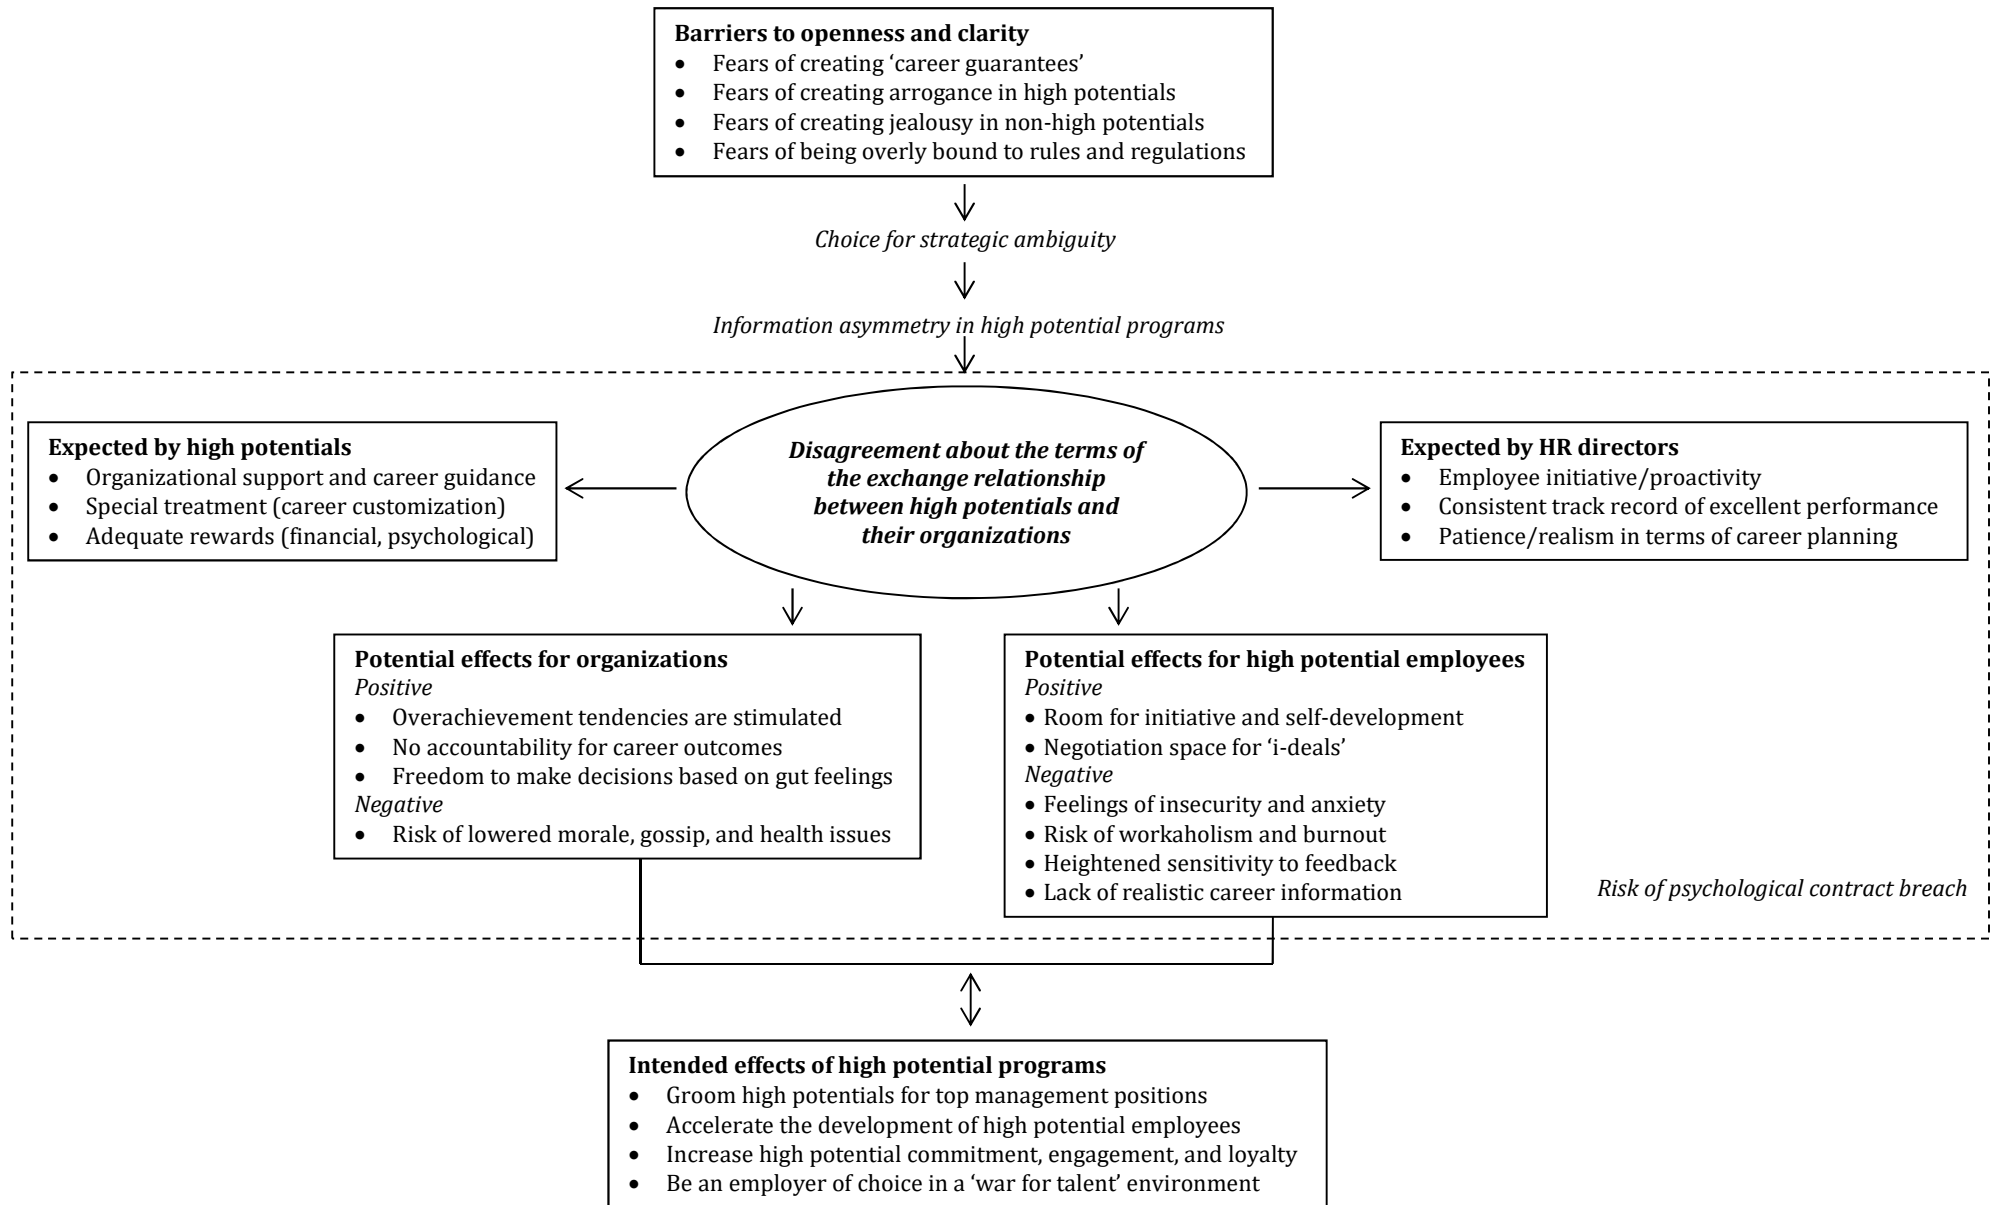 Barriers to openness and clarity
• Fears of creating ‘career guarantees’
• Fears of creating arrogance in high potentials
• Fears of creating jealousy in non-high potentials
• Fears of being overly bound to rules and regulations
Choice for strategic ambiguity
Information asymmetry in high potential programs
Expected by high potentials
• Organizational support and career guidance
• Special treatment (career customization)
• Adequate rewards (financial, psychological)
Disagreement about the terms of
the exchange relationship
between high potentials and
their organizations
Expected by HR directors
• Employee initiative/proactivity
• Consistent track record of excellent performance
• Patience/realism in terms of career planning
Potential effects for organizations
Positive
• Overachievement tendencies are stimulated
• No accountability for career outcomes
• Freedom to make decisions based on gut feelings
Negative
• Risk of lowered morale, gossip, and health issues
Potential effects for high potential employees
Positive
• Room for initiative and self-development
• Negotiation space for ‘i-deals’
Negative
• Feelings of insecurity and anxiety
• Risk of workaholism and burnout
• Heightened sensitivity to feedback
• Lack of realistic career information
Risk of psychological contract breach
Intended effects of high potential programs
• Groom high potentials for top management positions
• Accelerate the development of high potential employees
• Increase high potential commitment, engagement, and loyalty
• Be an employer of choice in a ‘war for talent’ environment